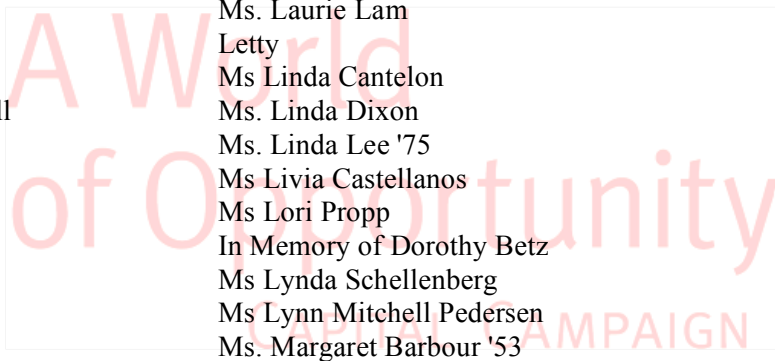 Ms. Laurie Lam
Letty
Ms Linda Cantelon
ll
Ms. Linda Dixon
Ms. Linda Lee '75
Ms Livia Castellanos
Ms Lori Propp
In Memory of Dorothy Betz
Ms Lynda Schellenberg
Ms Lynn Mitchell Pedersen
Ms. Margaret Barbour '53
A World
of Opportunity
CAPITAL CAMPAIGN